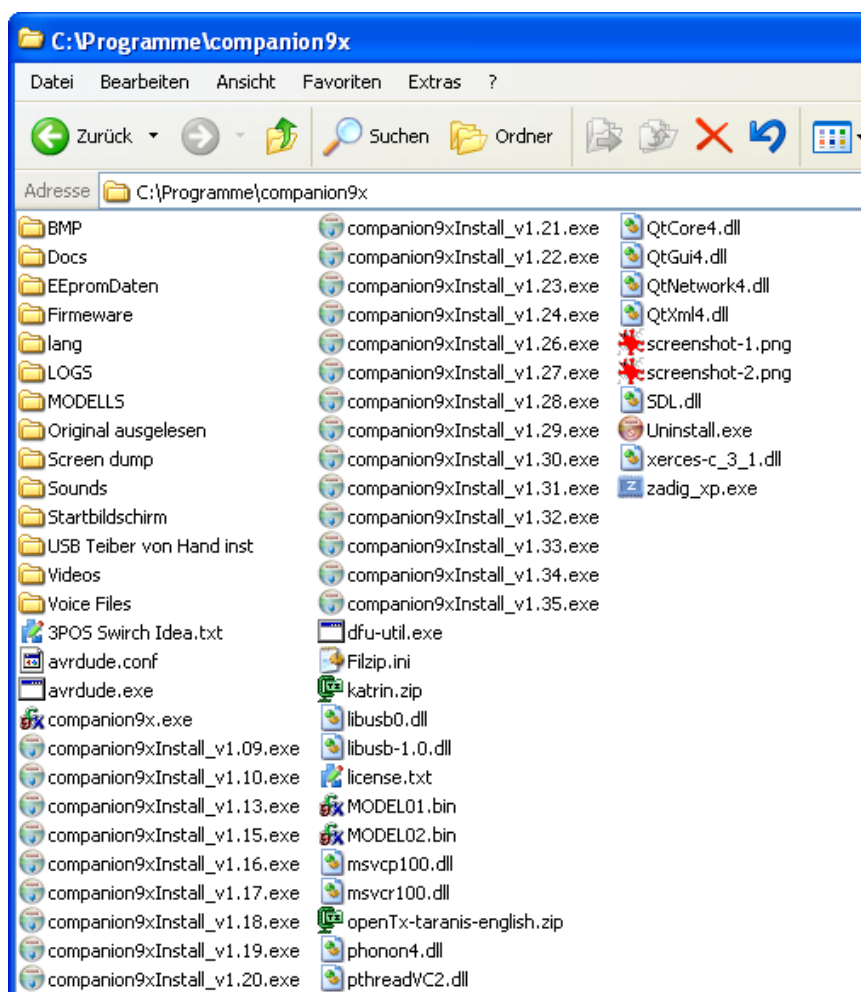 C:\Programme\companion9x
Datei Bearbeiten Ansicht Favoriten Extras ?
Zurück Suchen Ordner
Adresse C:\Programme\companion9x
BMP
Docs
EEpromDaten
Firmeware
lang
LOGS
MODELLS
Original ausgelesen
Screen dump
Sounds
Startbildschirm
USB Teiber von Hand inst
Videos
Voice Files
3POS Swirch Idea.txt
avrdude.conf
avrdude.exe
companion9x.exe
companion9xInstall_v1.09.exe
companion9xInstall_v1.10.exe
companion9xInstall_v1.13.exe
companion9xInstall_v1.15.exe
companion9xInstall_v1.16.exe
companion9xInstall_v1.17.exe
companion9xInstall_v1.18.exe
companion9xInstall_v1.19.exe
companion9xInstall_v1.20.exe
companion9xInstall_v1.21.exe
companion9xInstall_v1.22.exe
companion9xInstall_v1.23.exe
companion9xInstall_v1.24.exe
companion9xInstall_v1.26.exe
companion9xInstall_v1.27.exe
companion9xInstall_v1.28.exe
companion9xInstall_v1.29.exe
companion9xInstall_v1.30.exe
companion9xInstall_v1.31.exe
companion9xInstall_v1.32.exe
companion9xInstall_v1.33.exe
companion9xInstall_v1.34.exe
companion9xInstall_v1.35.exe
dfu-util.exe
Filzip.ini
katrin.zip
libusb0.dll
libusb-1.0.dll
license.txt
MODEL01.bin
MODEL02.bin
msvcp100.dll
msvcr100.dll
openTx-taranis-english.zip
phonon4.dll
pthreadVC2.dll
QtCore4.dll
QtGui4.dll
QtNetwork4.dll
QtXml4.dll
screenshot-1.png
screenshot-2.png
SDL.dll
Uninstall.exe
xerces-c_3_1.dll
zadig_xp.exe